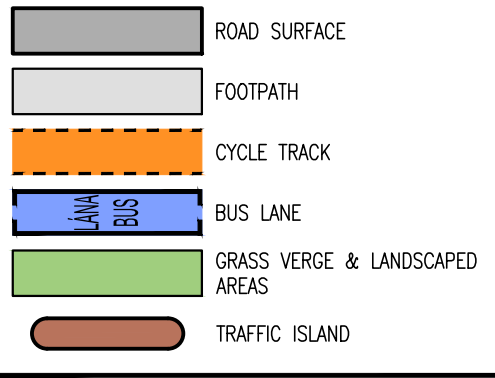 ROAD SURFACE
FOOTPATH
CYCLE TRACK
LÁNA
BUS
BUS LANE
GRASS VERGE & LANDSCAPED
AREAS
TRAFFIC ISLAND